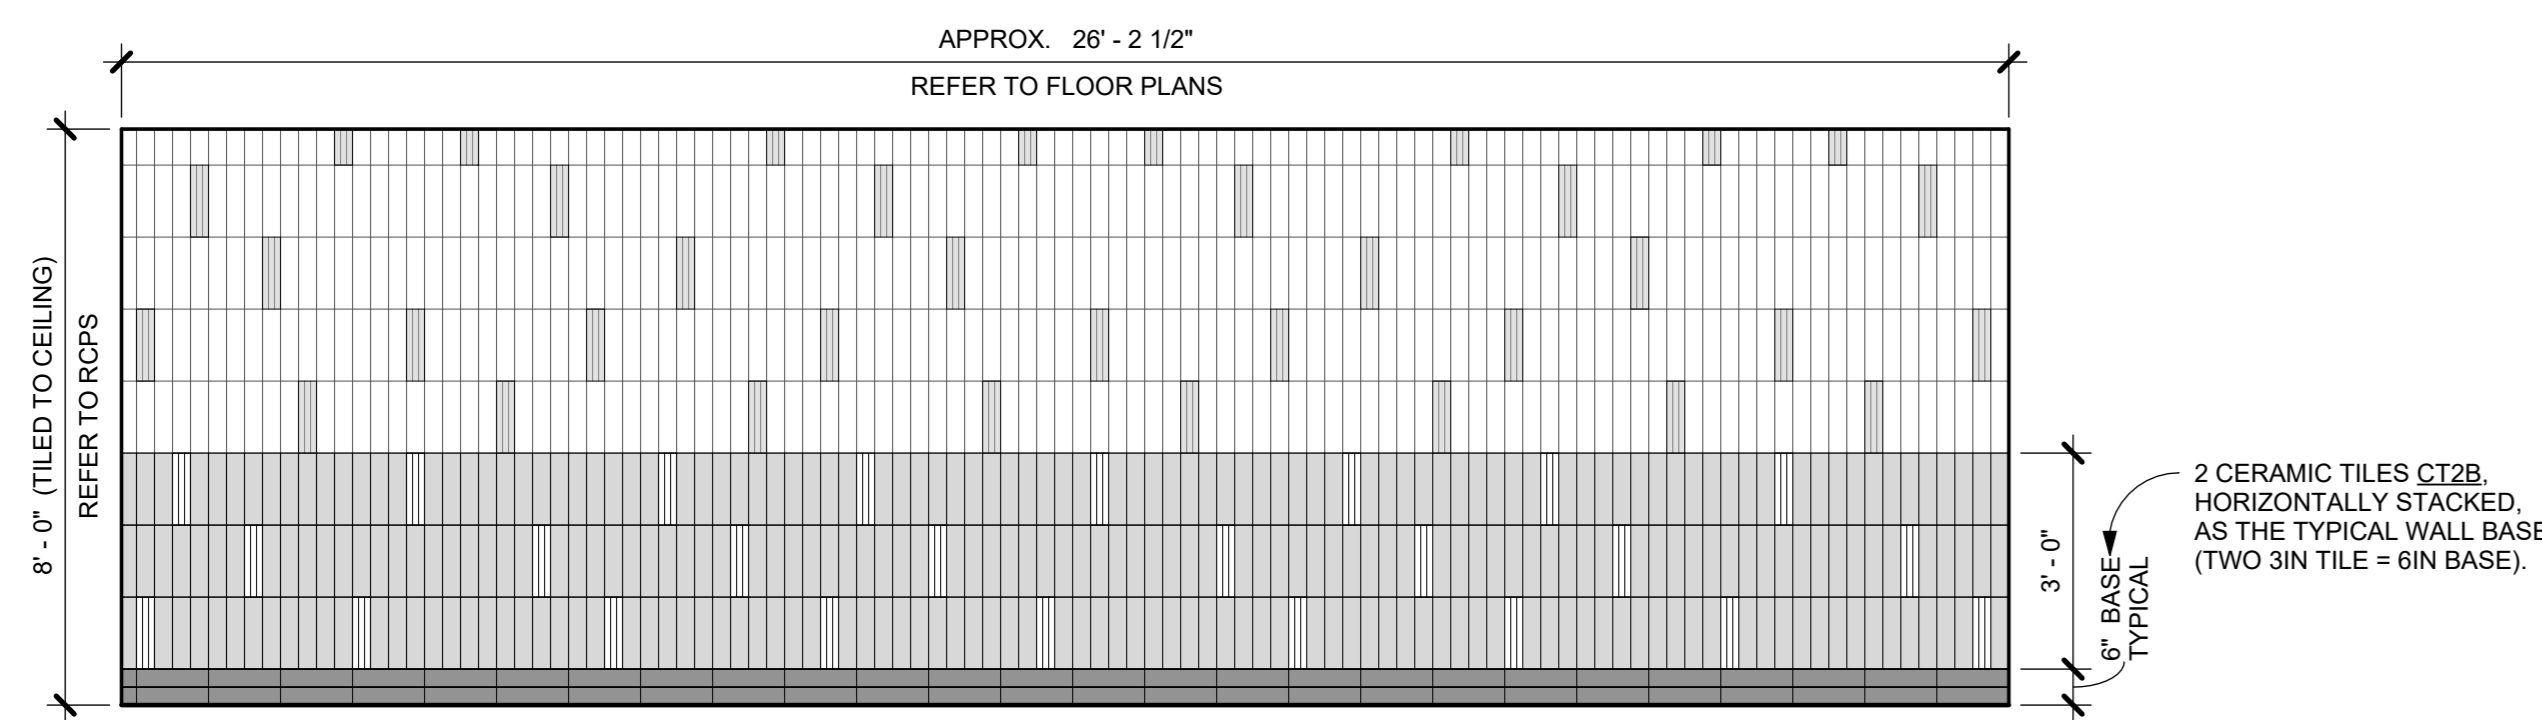 APPROX.   26' - 2 1/2"
REFER TO FLOOR PLANS
8' - 0"  (TILED TO CEILING)
REFER TO RCPS
3' - 0"
6"  BASE
TYPICAL
2 CERAMIC TILES CT2B,
HORIZONTALLY STACKED,
AS THE TYPICAL WALL BASE
(TWO 3IN TILE = 6IN BASE).